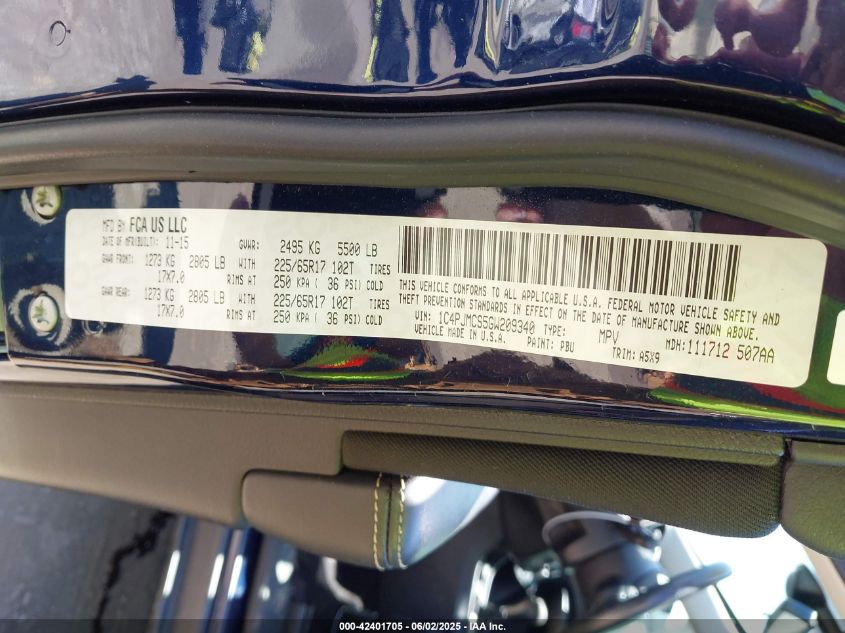 MFD BY FCA US LLC
DATE OF MFR(BUILT): 11-15 GVWR: 2495 KG 5500 LB
GAWR FRONT: 1273 KG 2805 LB WITH 225/65R17 102T TIRES
17X7.0 RIMS AT 250 KPA ( 36 PSI) COLD
GAWR REAR: 1273 KG 2805 LB WITH 225/65R17 102T TIRES
17X7.0 RIMS AT 250 KPA ( 36 PSI) COLD
THIS VEHICLE CONFORMS TO ALL APPLICABLE U.S.A. FEDERAL MOTOR VEHICLE SAFETY AND
THEFT PREVENTION STANDARDS IN EFFECT ON THE DATE OF MANUFACTURE SHOWN ABOVE.
VIN: 1C4PJMCS5GW209340 TYPE: MPV MDH:111712 507AA
VEHICLE MADE IN U.S.A. PAINT: PBU TRIM: A5X9
000-42401705 - 06/02/2025 - IAA Inc.